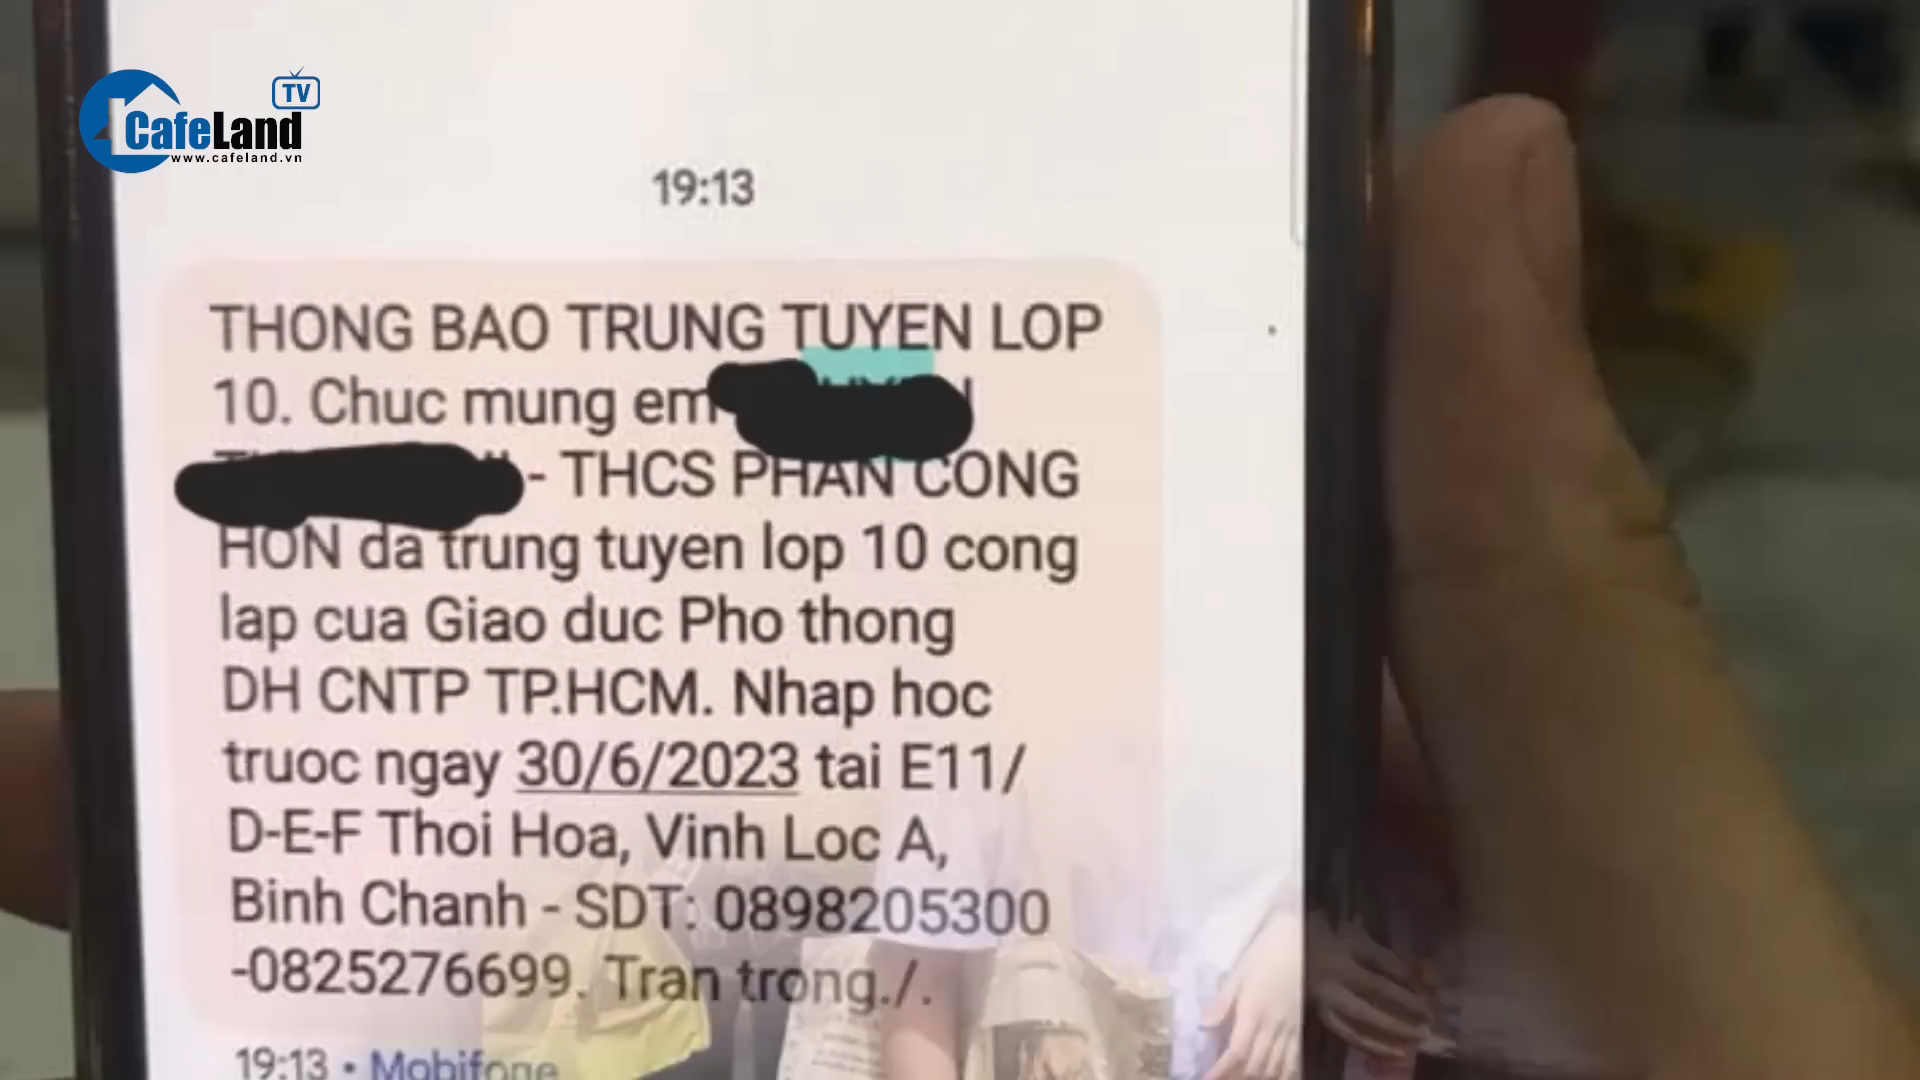 TV
CafeLand
www.cafeland.vn
19:13
THONG BAO TRUNG TUYEN LOP
10. Chuc mung em
- THCS PHAN CONG
HON da trung tuyen lop 10 cong
lap cua Giao duc Pho thong
DH CNTP TP.HCM. Nhap hoc
truoc ngay 30/6/2023 tai E11/
D-E-F Thoi Hoa, Vinh Loc A,
Binh Chanh - SDT: 0898205300
-0825276699. Tran trong./.
19:13 • Mobifone